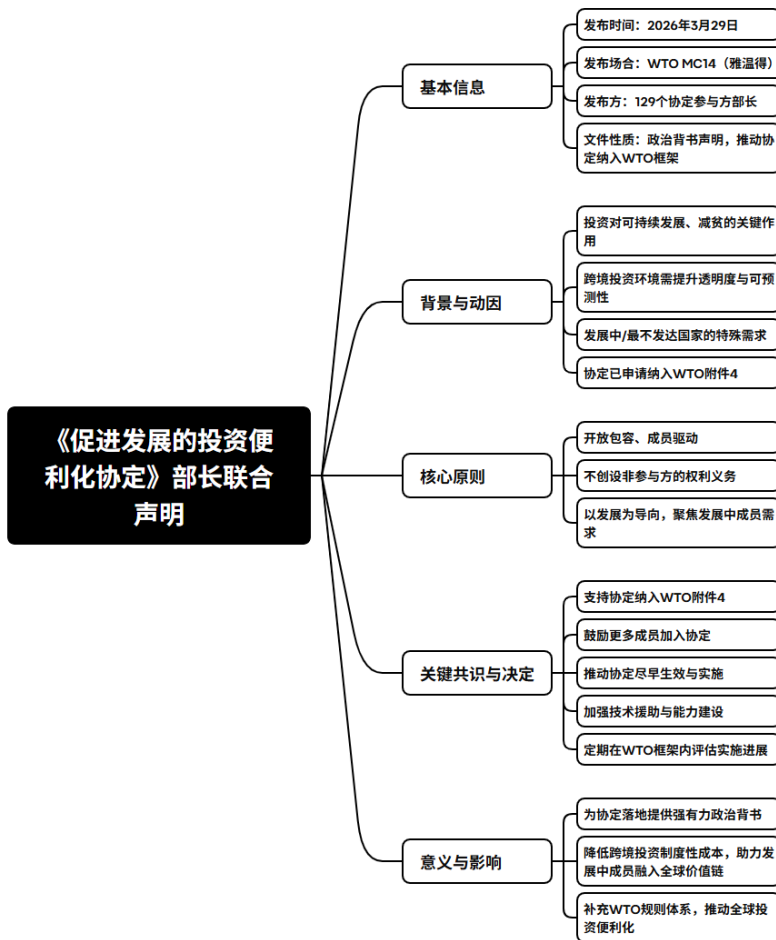 《促进发展的投资便
利化协定》部长联合
声明
基本信息
发布时间：2026年3月29日
发布场合：WTO MC14（雅温得）
发布方：129个协定参与方部长
文件性质：政治背书声明，推动协
定纳入WTO框架
背景与动因
投资对可持续发展、减贫的关键作
用
跨境投资环境需提升透明度与可预
测性
发展中/最不发达国家的特殊需求
协定已申请纳入WTO附件4
核心原则
开放包容、成员驱动
不创设非参与方的权利义务
以发展为导向，聚焦发展中成员需
求
关键共识与决定
支持协定纳入WTO附件4
鼓励更多成员加入协定
推动协定尽早生效与实施
加强技术援助与能力建设
定期在WTO框架内评估实施进展
意义与影响
为协定落地提供强有力政治背书
降低跨境投资制度性成本，助力发
展中成员融入全球价值链
补充WTO规则体系，推动全球投
资便利化